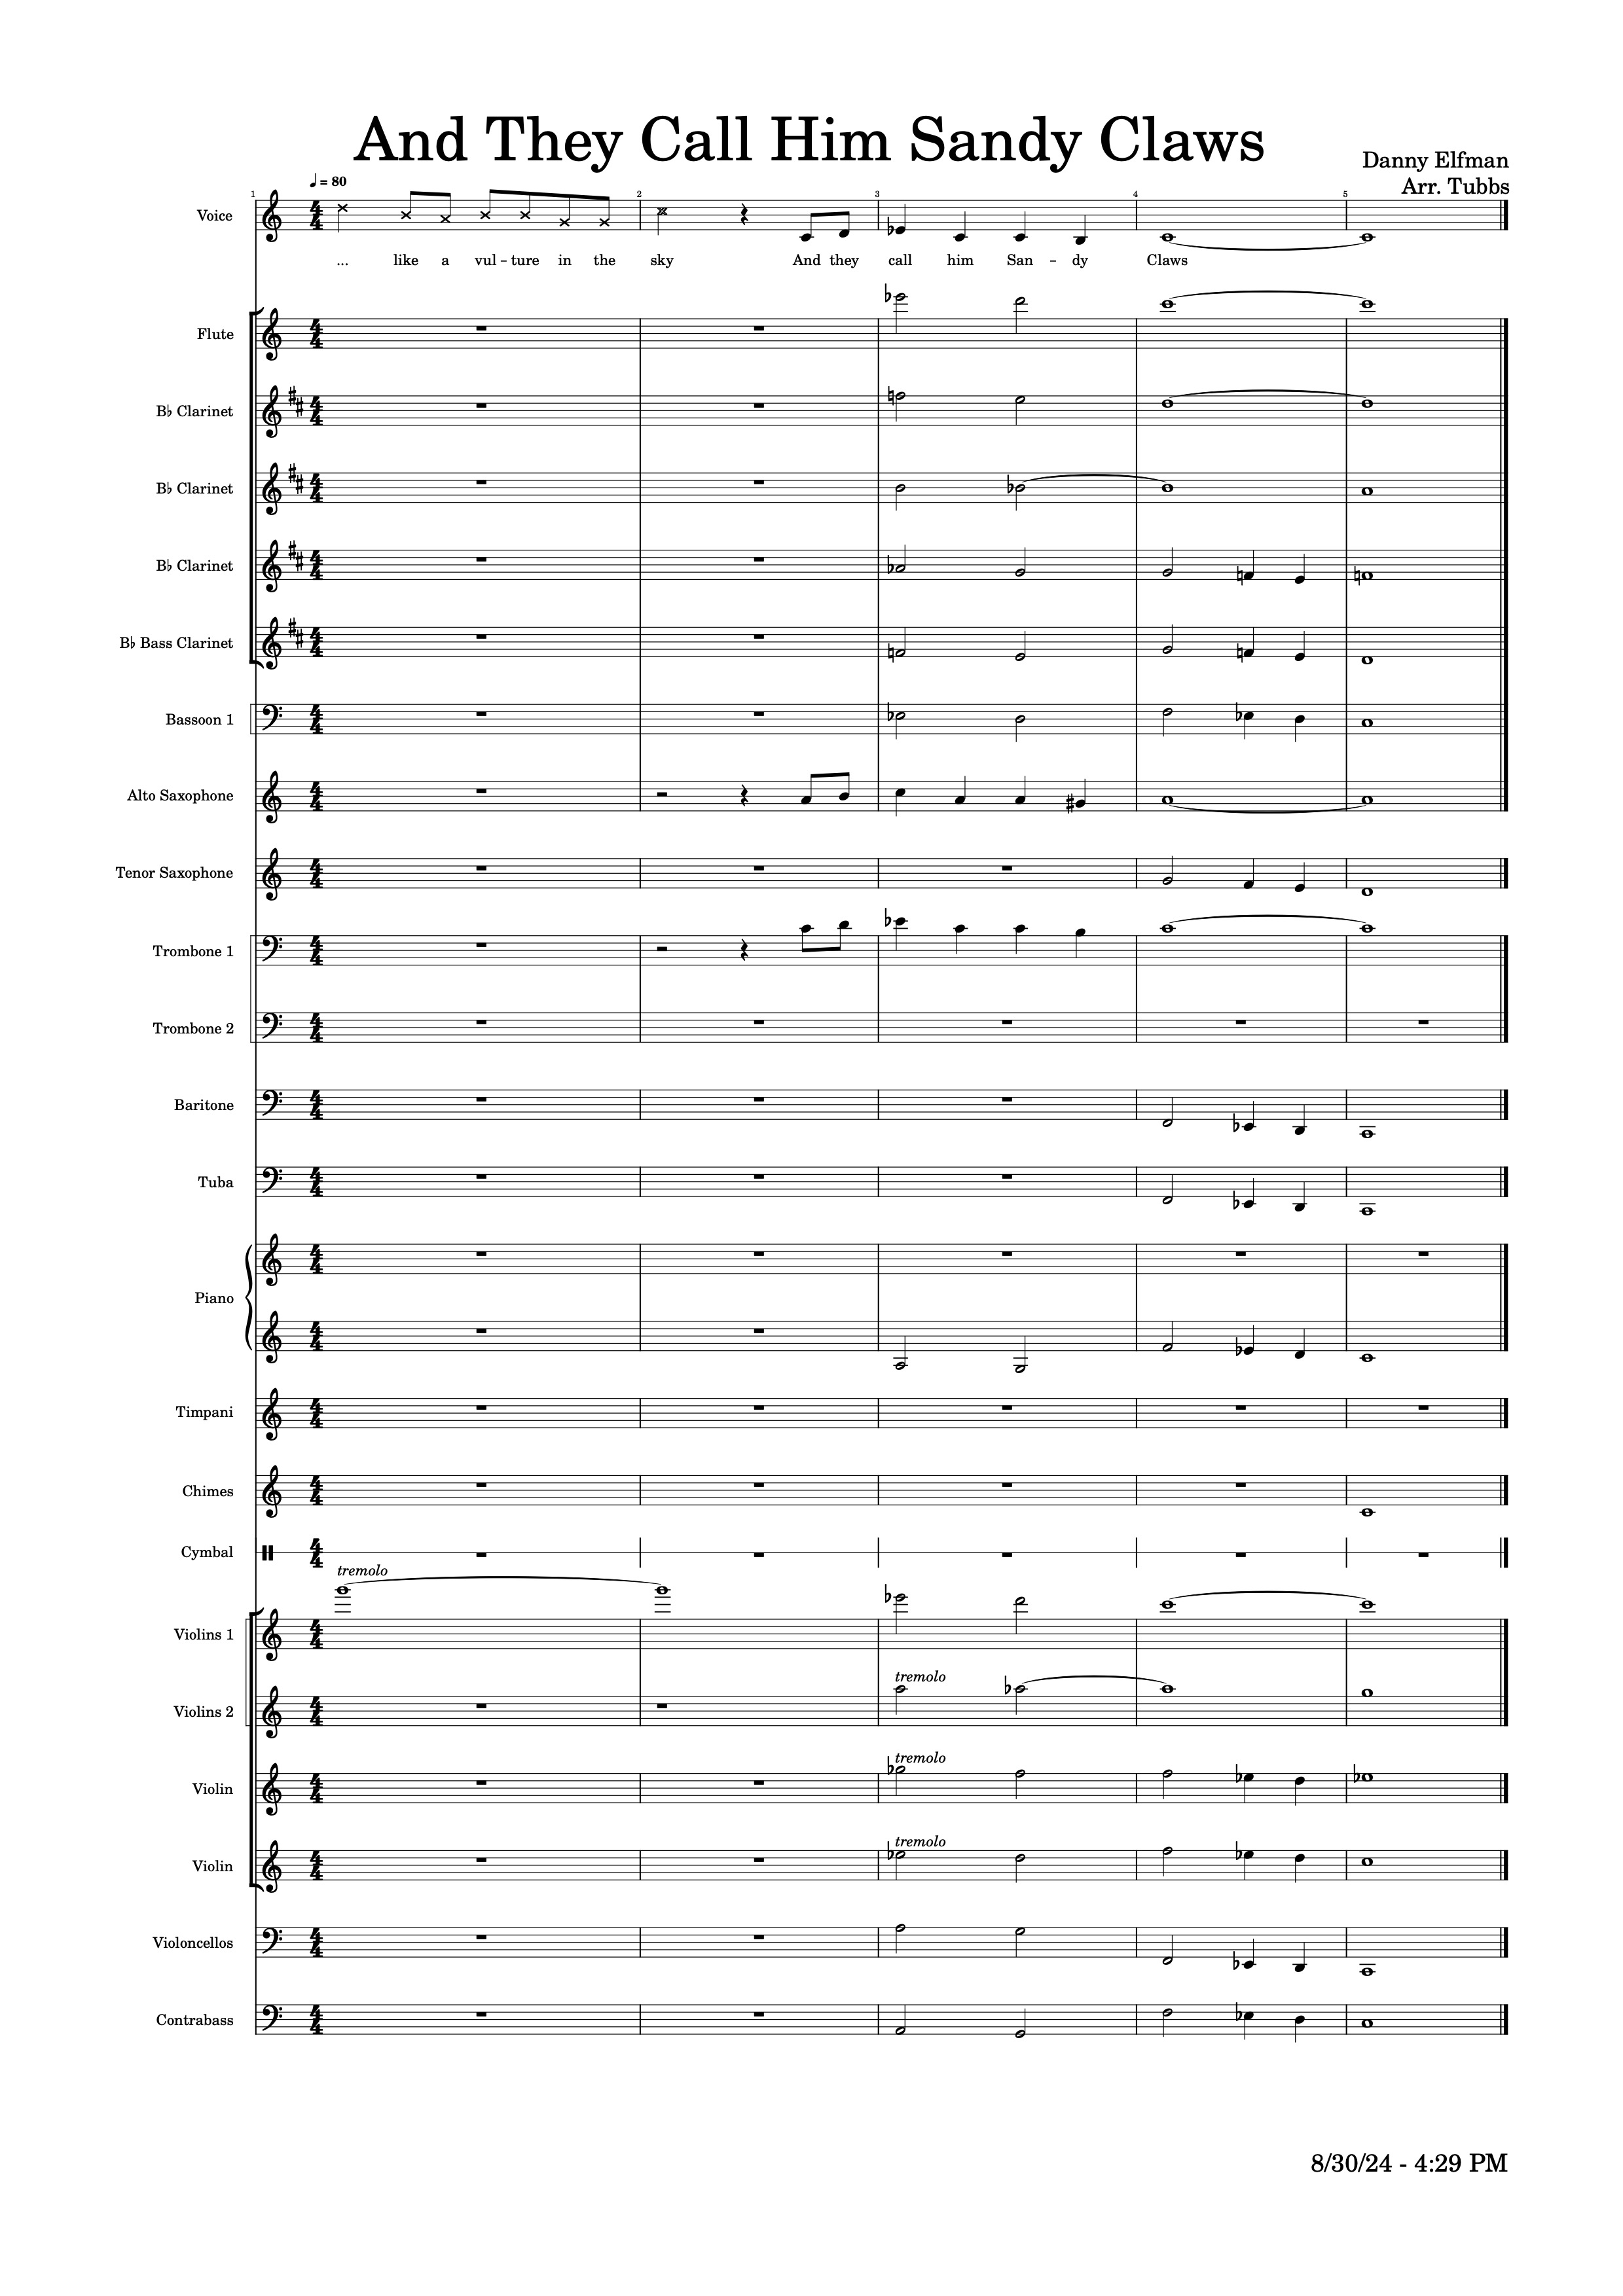 And They Call Him Sandy Claws
Danny Elfman
Arr. Tubbs
♩ = 80
1 2 3 4 5
Voice
... like a vul – ture in the sky And they call him San – dy Claws
Flute
B♭ Clarinet
B♭ Clarinet
B♭ Clarinet
B♭ Bass Clarinet
Bassoon 1
Alto Saxophone
Tenor Saxophone
Trombone 1
Trombone 2
Baritone
Tuba
Piano
Timpani
Chimes
Cymbal
tremolo
Violins 1
tremolo
Violins 2
tremolo
Violin
tremolo
Violin
Violoncellos
Contrabass
8/30/24 - 4:29 PM